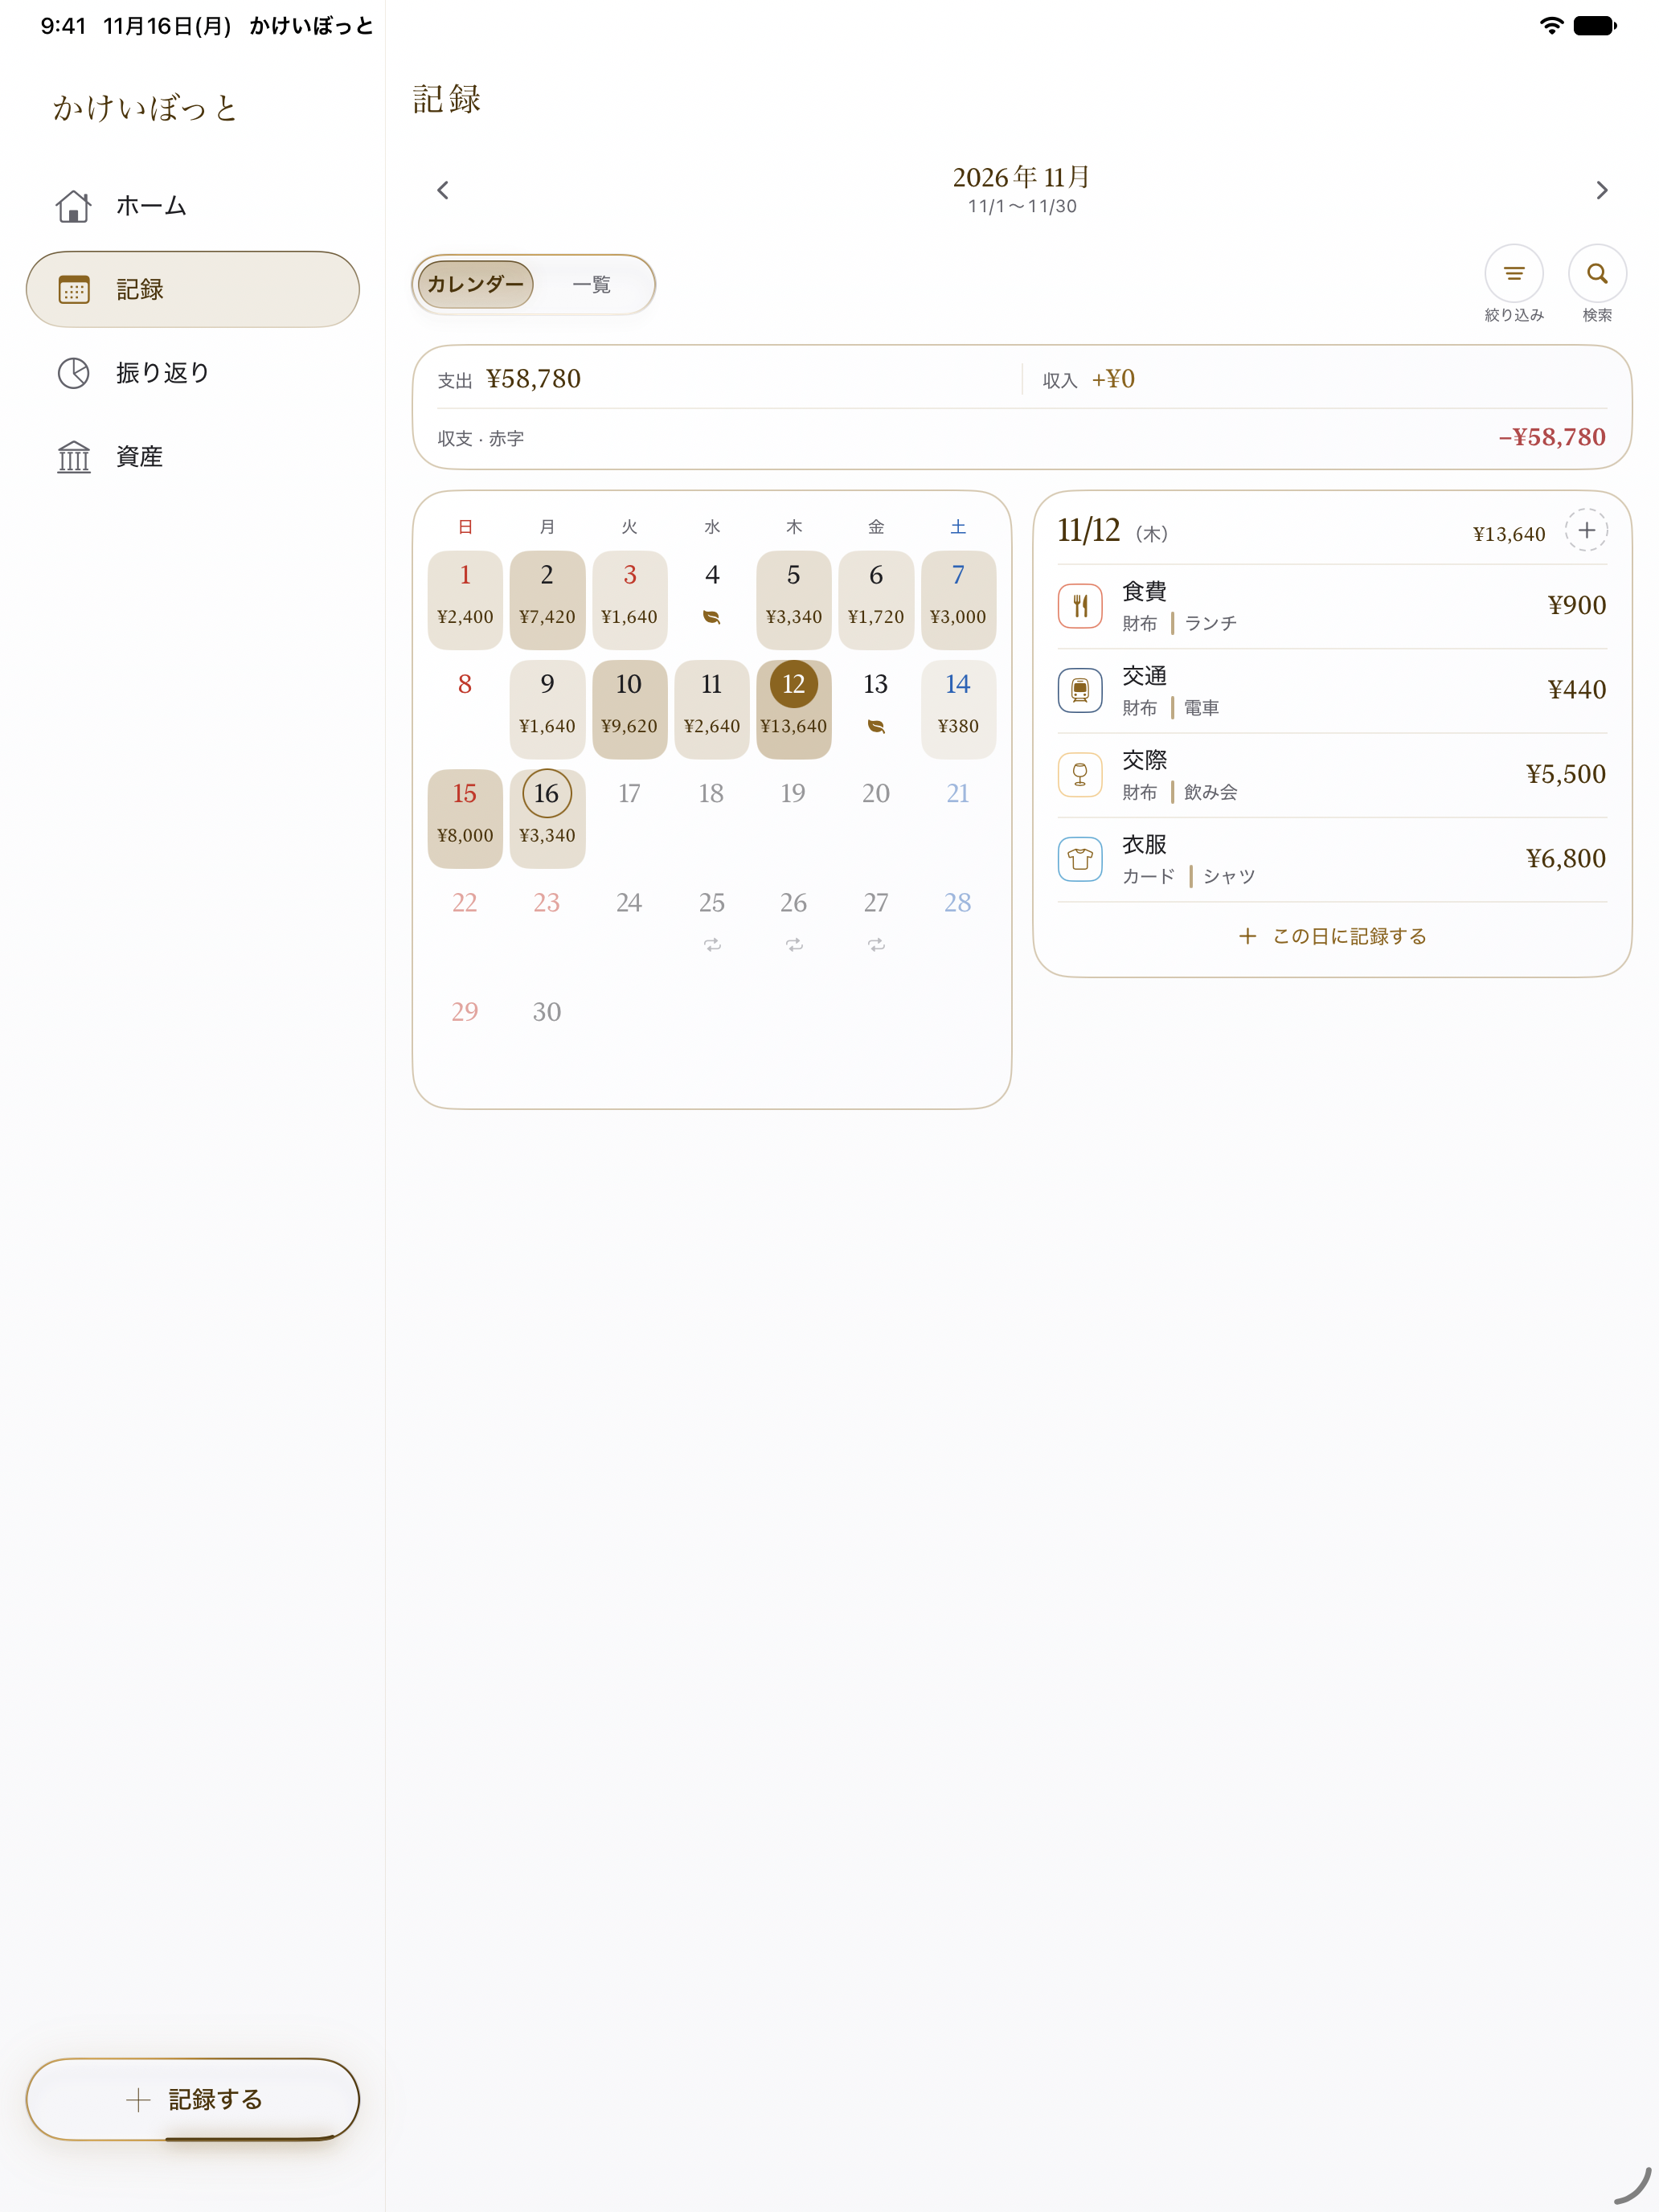 9:41 11月16日(月) かけいぼっと
かけいぼっと
ホーム
記録
振り返り
資産
記録する
記録
2026年 11月
11/1〜11/30
カレンダー 一覧
絞り込み 検索
支出 ¥58,780 収入 +¥0
収支 · 赤字 −¥58,780
日 月 火 水 木 金 土
1 2 3 4 5 6 7
¥2,400 ¥7,420 ¥1,640 ¥3,340 ¥1,720 ¥3,000
8 9 10 11 12 13 14
¥1,640 ¥9,620 ¥2,640 ¥13,640 ¥380
15 16 17 18 19 20 21
¥8,000 ¥3,340
22 23 24 25 26 27 28
29 30
11/12 (木) ¥13,640
食費 ¥900
財布 ランチ
交通 ¥440
財布 電車
交際 ¥5,500
財布 飲み会
衣服 ¥6,800
カード シャツ
この日に記録する